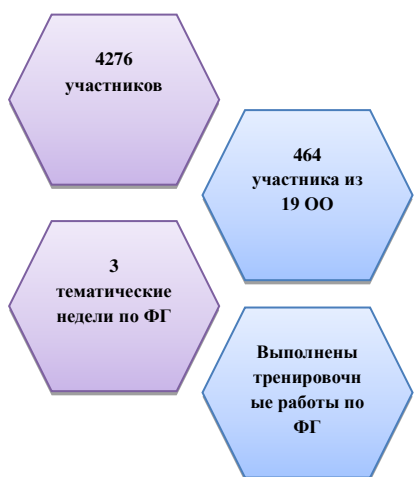 4276
участников
464
участника из
19 ОО
3
тематические
недели по ФГ
Выполнены
тренировочн
ые работы по
ФГ